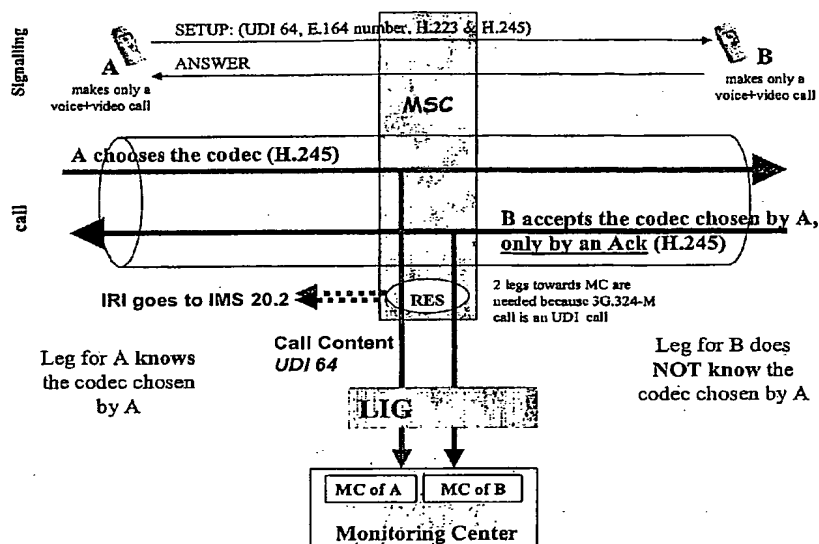 Signalling
SETUP: (UDI 64, E.164 number, H.223 & H.245)
A
ANSWER
B
makes only a
voice+video call
makes only a
voice+video call
MSC
call
A chooses the codec (H.245)
B accepts the codec chosen by A,
only by an Ack (H.245)
IRI goes to IMS 20.2
RES
2 legs towards MC are
needed because 3G.324-M
call is an UDI call
Call Content
UDI 64
Leg for A knows
the codec chosen
by A
Leg for B does
NOT know the
codec chosen by A
LIG
MC of A
MC of B
Monitoring Center